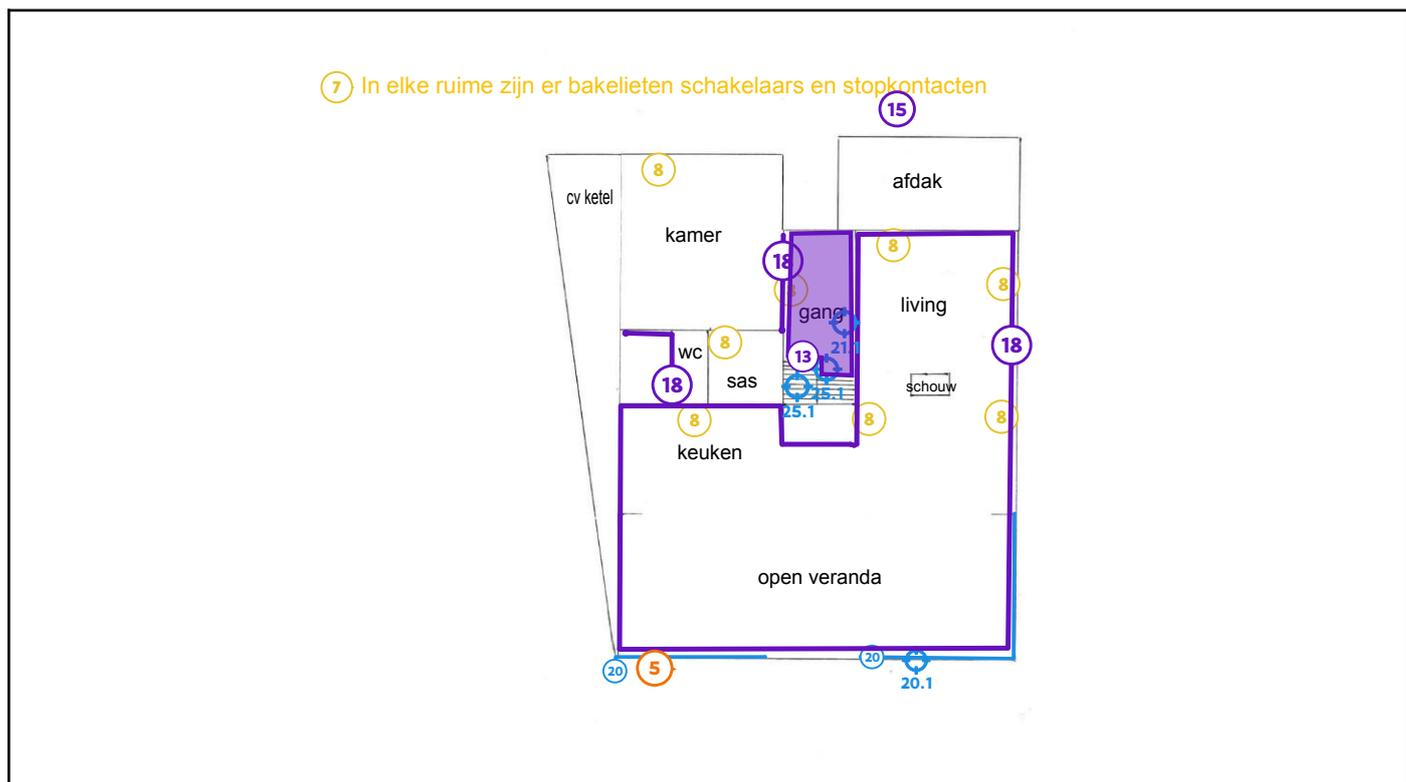 7 In elke ruime zijn er bakelieten schakelaars en stopkontacten
15
afdak
8
cv ketel
kamer
8
18
8
8
gang
living
21.1
18
wc
8
13
sas
18
schouw
25.1
25.1
8
8
8
keuken
open veranda
20
5
20
20.1